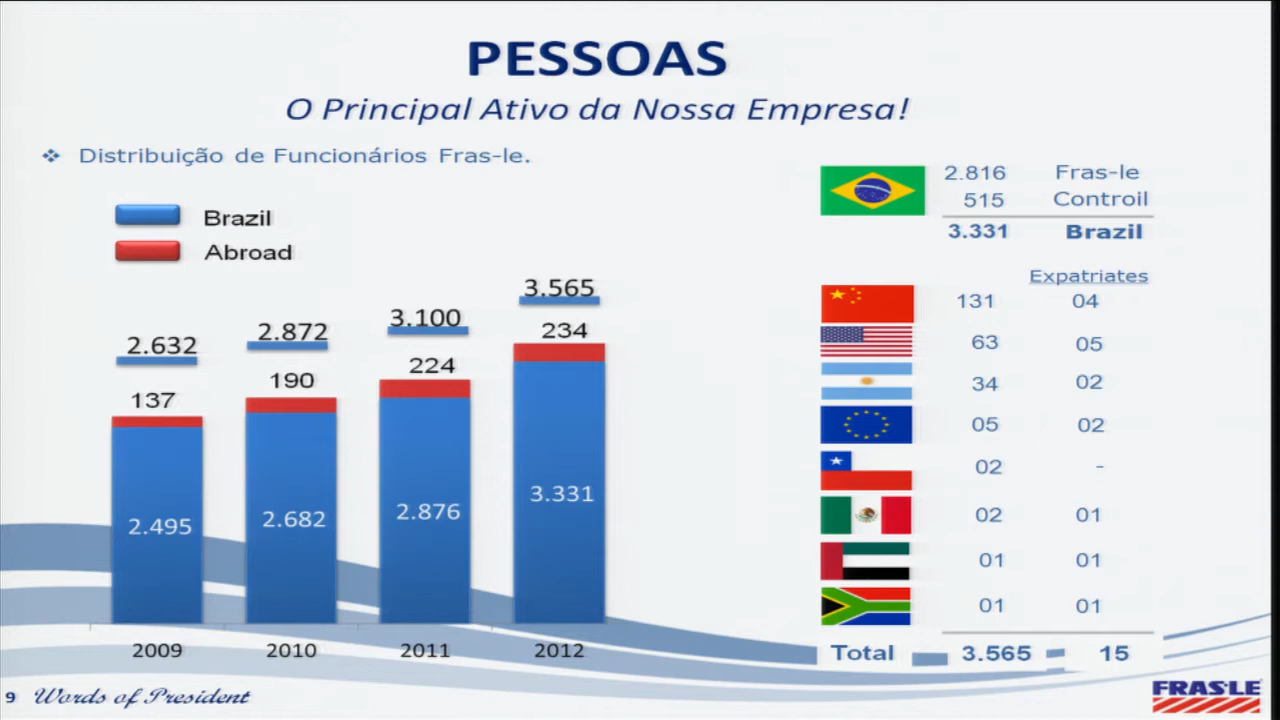 PESSOAS
O Principal Ativo da Nossa Empresa!
❖ Distribuição de Funcionários Fras-le.
Brazil
Abroad
2.632
2.872
3.100
3.565
137
190
224
234
2.495
2.682
2.876
3.331
2009
2010
2011
2012
2.816 Fras-le
515 Controil
3.331 Brazil
Expatriates
131 04
63 05
34 02
05 02
02 -
02 01
01 01
01 01
Total 3.565 15
9 Words of President
FRAS-LE